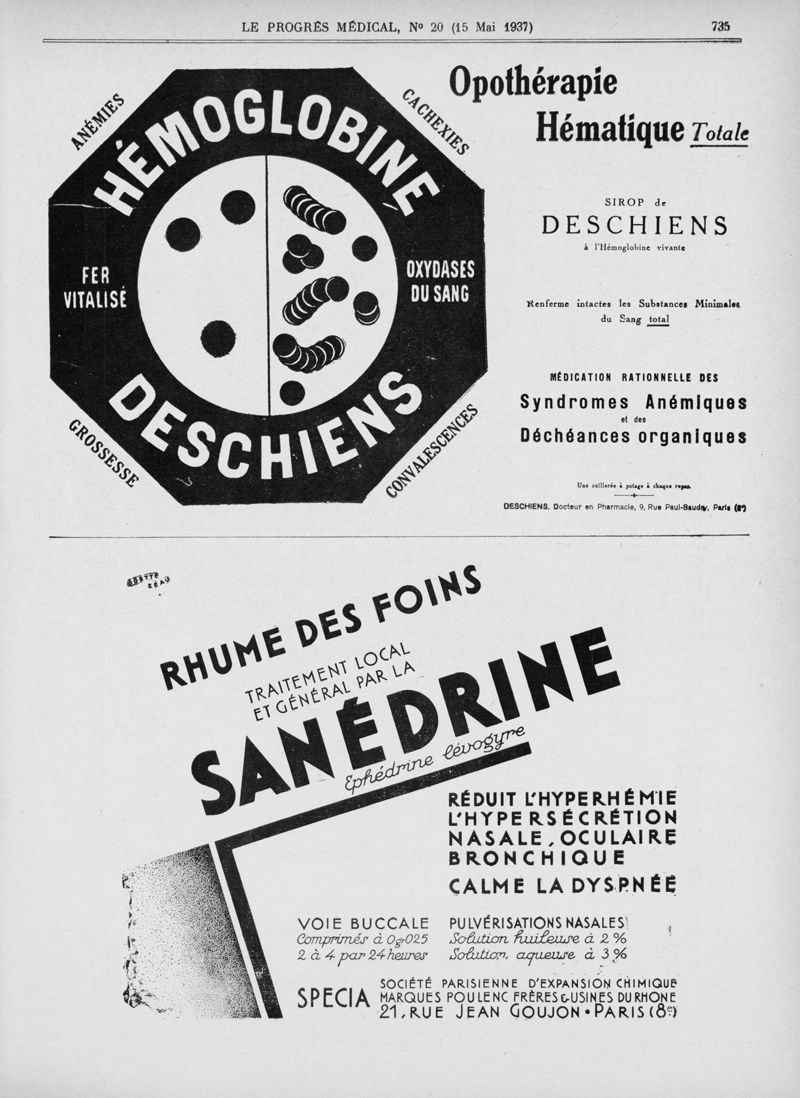 LE PROGRÈS MÉDICAL, Nº 20 (15 Mai 1937)
735
ANÉMIES
CACHEXIES
HÉMOGLOBINE
FER
VITALISÉ
OXYDASES
DU SANG
DESCHIENS
GROSSESSE
CONVALESCENCES
Opothérapie
Hématique Totale
SIROP de
DESCHIENS
à l'Hémoglobine vivante
Renferme intactes les Substances Minimales
du Sang total
MÉDICATION RATIONNELLE DES
Syndromes Anémiques
et des
Déchéances organiques
Une cuillerée à potage à chaque repas.
DESCHIENS, Docteur en Pharmacie, 9, Rue Paul-Baudry, Paris (8ᵉ)
RHUME DES FOINS
TRAITEMENT LOCAL
ET GÉNÉRAL PAR LA
SANÉDRINE
Ephédrine lévogyre
RÉDUIT L'HYPERHÉMIE
L'HYPERSÉCRÉTION
NASALE, OCULAIRE
BRONCHIQUE
CALME LA DYSPNÉE
VOIE BUCCALE
Comprimés à 0gr025
2 à 4 par 24 heures
PULVÉRISATIONS NASALES
Solution huileuse à 2 %
Solution aqueuse à 3 %
SPECIA
SOCIÉTÉ PARISIENNE D'EXPANSION CHIMIQUE
MARQUES POULENC FRÈRES & USINES DU RHONE
21, RUE JEAN GOUJON • PARIS (8e)